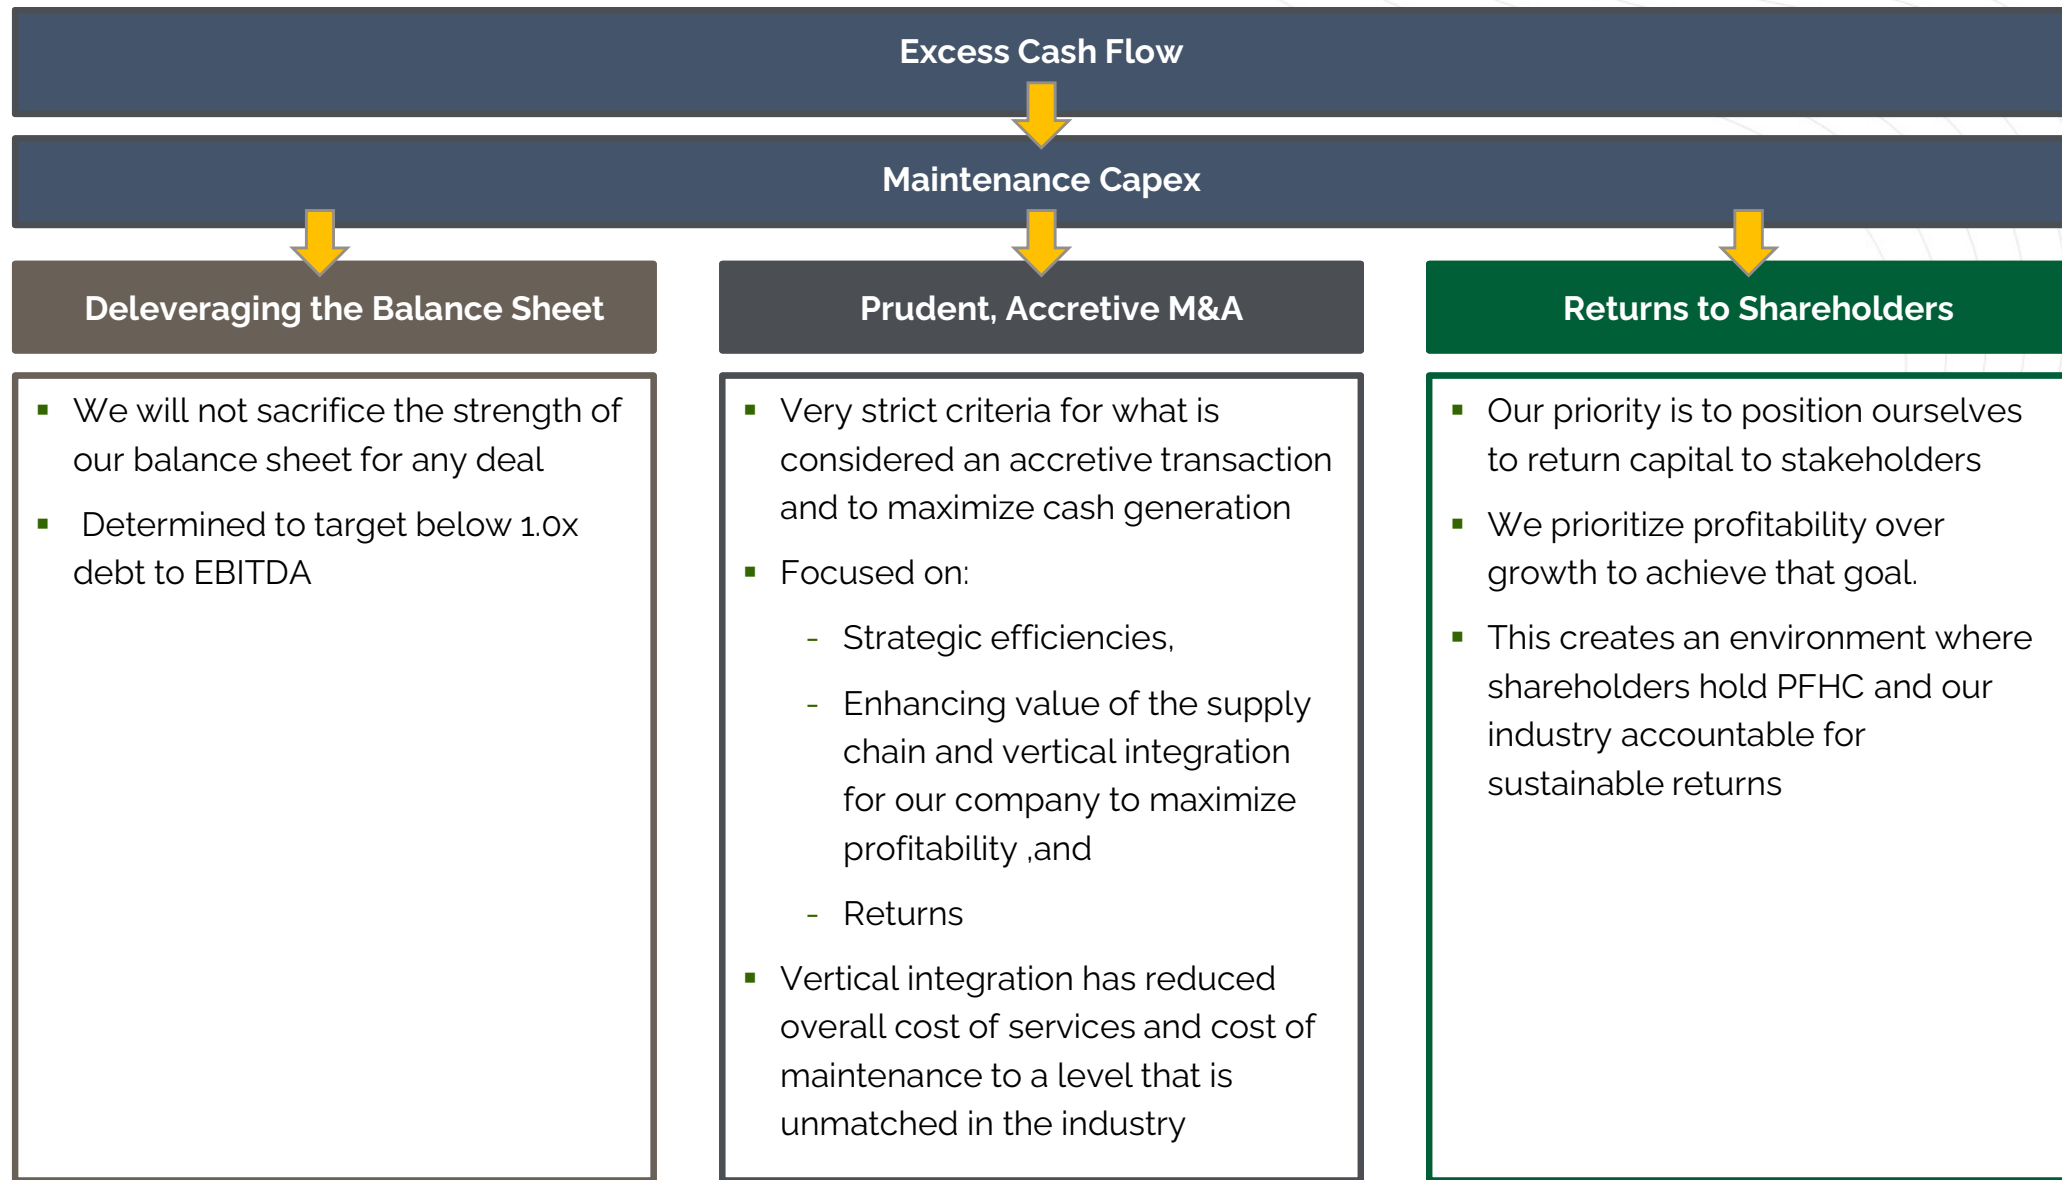 Excess Cash Flow
Maintenance Capex
Deleveraging the Balance Sheet
▪ We will not sacrifice the strength of
our balance sheet for any deal
▪ Determined to target below 1.0x
debt to EBITDA
Prudent, Accretive M&A
▪ Very strict criteria for what is
considered an accretive transaction
and to maximize cash generation
▪ Focused on:
- Strategic efficiencies,
- Enhancing value of the supply
chain and vertical integration
for our company to maximize
profitability ,and
- Returns
▪ Vertical integration has reduced
overall cost of services and cost of
maintenance to a level that is
unmatched in the industry
Returns to Shareholders
▪ Our priority is to position ourselves
to return capital to stakeholders
▪ We prioritize profitability over
growth to achieve that goal.
▪ This creates an environment where
shareholders hold PFHC and our
industry accountable for
sustainable returns